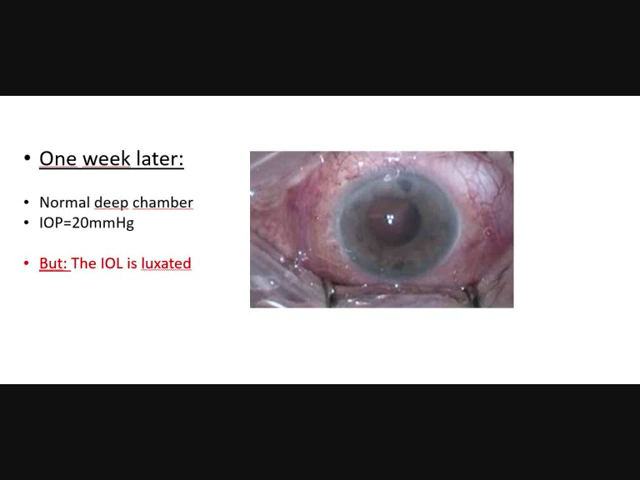 • One week later:
• Normal deep chamber
• IOP=20mmHg
• But: The IOL is luxated